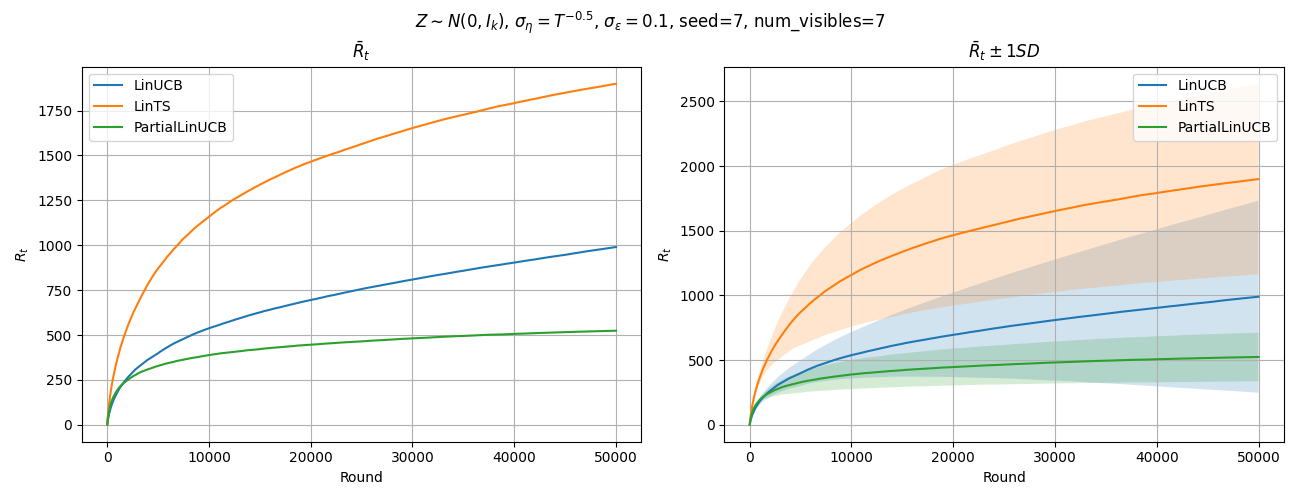 Z ∼ N(0, I_k), σ_η = T^{−0.5}, σ_ε = 0.1, seed=7, num_visibles=7
R̄_t
LinUCB
LinTS
PartialLinUCB
R_t
1750
1500
1250
1000
750
500
250
0
0 10000 20000 30000 40000 50000
Round
R̄_t ± 1SD
LinUCB
LinTS
PartialLinUCB
R_t
2500
2000
1500
1000
500
0
0 10000 20000 30000 40000 50000
Round